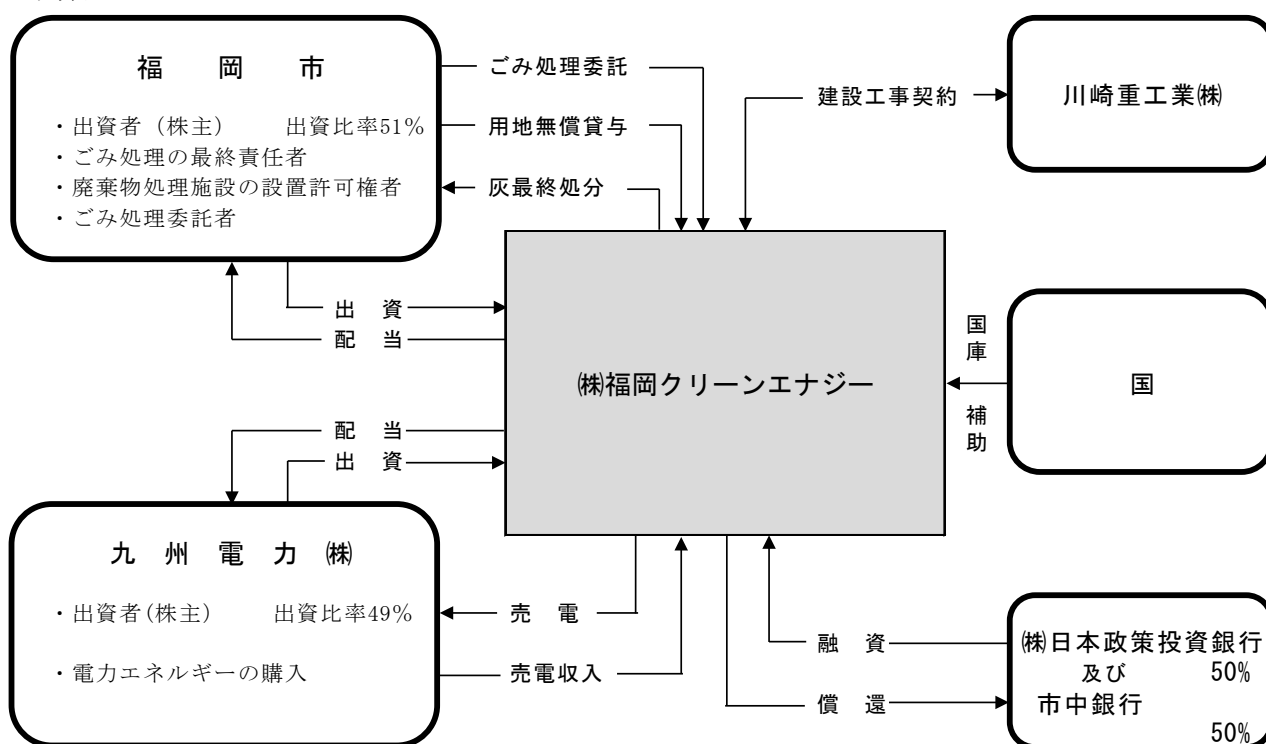 福　岡　市
・出資者（株主）　　出資比率51%
・ごみ処理の最終責任者
・廃棄物処理施設の設置許可権者
・ごみ処理委託者
ごみ処理委託
用地無償貸与
灰最終処分
建設工事契約
川崎重工業㈱
出　資
配　当
㈱福岡クリーンエナジー
国庫
補助
国
配　当
出　資
九　州　電　力　㈱
・出資者(株主)　　出資比率49%
・電力エネルギーの購入
売　電
売電収入
融　資
償　還
㈱日本政策投資銀行
及び　　50%
市中銀行
50%